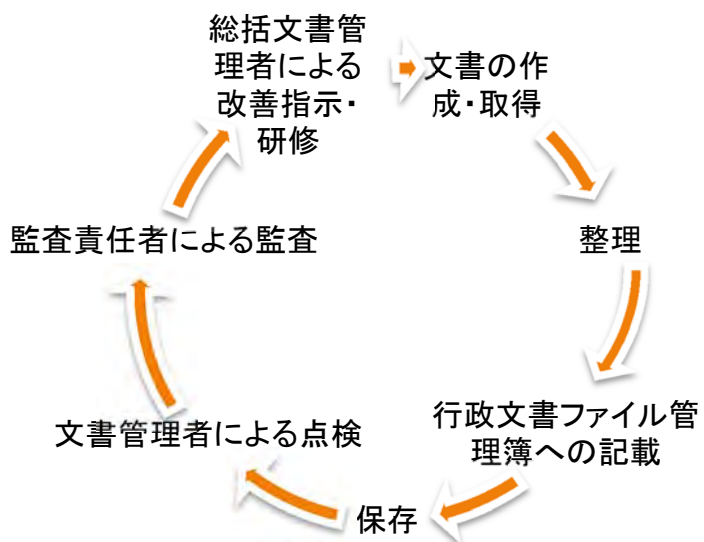 総括文書管
理者による
改善指示・
研修
文書の作
成・取得
整理
行政文書ファイル管
理簿への記載
保存
文書管理者による点検
監査責任者による監査